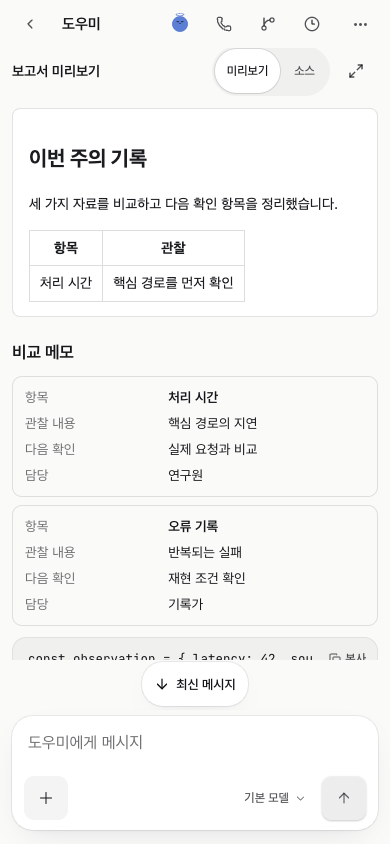 도우미
보고서 미리보기
미리보기
소스
이번 주의 기록
세 가지 자료를 비교하고 다음 확인 항목을 정리했습니다.
항목 관찰
처리 시간 핵심 경로를 먼저 확인
비교 메모
항목 처리 시간
관찰 내용 핵심 경로의 지연
다음 확인 실제 요청과 비교
담당 연구원
항목 오류 기록
관찰 내용 반복되는 실패
다음 확인 재현 조건 확인
담당 기록가
const observation = { latency: 42, sou 복사
최신 메시지
도우미에게 메시지
기본 모델